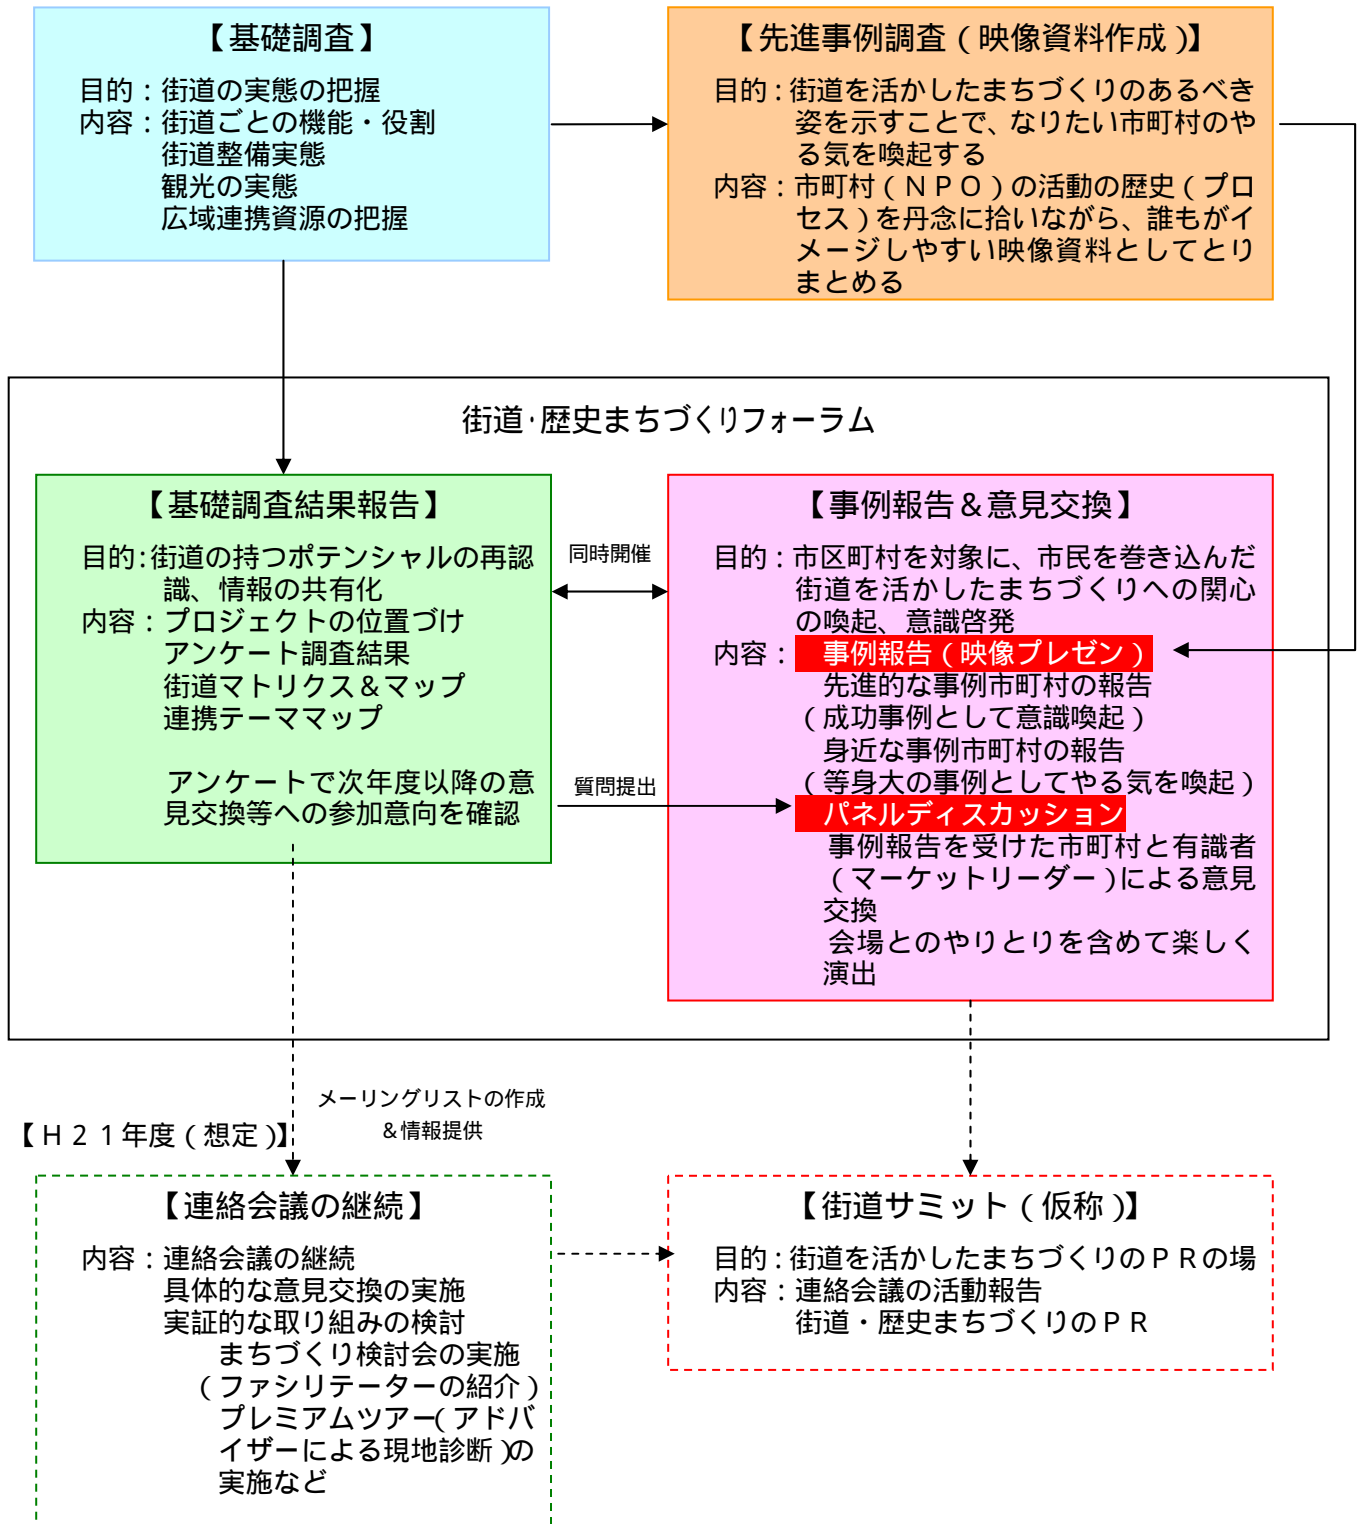 【基礎調査】
目的：街道の実態の把握
内容：街道ごとの機能・役割
街道整備実態
観光の実態
広域連携資源の把握
【先進事例調査（映像資料作成）】
目的：街道を活かしたまちづくりのあるべき
姿を示すことで、なりたい市町村のや
る気を喚起する
内容：市町村（ＮＰＯ）の活動の歴史（プロ
セス）を丹念に拾いながら、誰もがイ
メージしやすい映像資料としてとり
まとめる
街道・歴史まちづくりフォーラム
【基礎調査結果報告】
目的：街道の持つポテンシャルの再認
識、情報の共有化
内容：プロジェクトの位置づけ
アンケート調査結果
街道マトリクス＆マップ
連携テーママップ
アンケートで次年度以降の意
見交換等への参加意向を確認
同時開催
質問提出
【事例報告＆意見交換】
目的：市区町村を対象に、市民を巻き込んだ
街道を活かしたまちづくりへの関心
の喚起、意識啓発
内容：　事例報告（映像プレゼン）
先進的な事例市町村の報告
（成功事例として意識喚起）
身近な事例市町村の報告
（等身大の事例としてやる気を喚起）
パネルディスカッション
事例報告を受けた市町村と有識者
（マーケットリーダー）による意見
交換
会場とのやりとりを含めて楽しく
演出
メーリングリストの作成
＆情報提供
【Ｈ２１年度（想定）】
【連絡会議の継続】
内容：連絡会議の継続
具体的な意見交換の実施
実証的な取り組みの検討
まちづくり検討会の実施
（ファシリテーターの紹介）
プレミアムツアー（アドバ
イザーによる現地診断）の
実施など
【街道サミット（仮称）】
目的：街道を活かしたまちづくりのＰＲの場
内容：連絡会議の活動報告
街道・歴史まちづくりのＰＲ